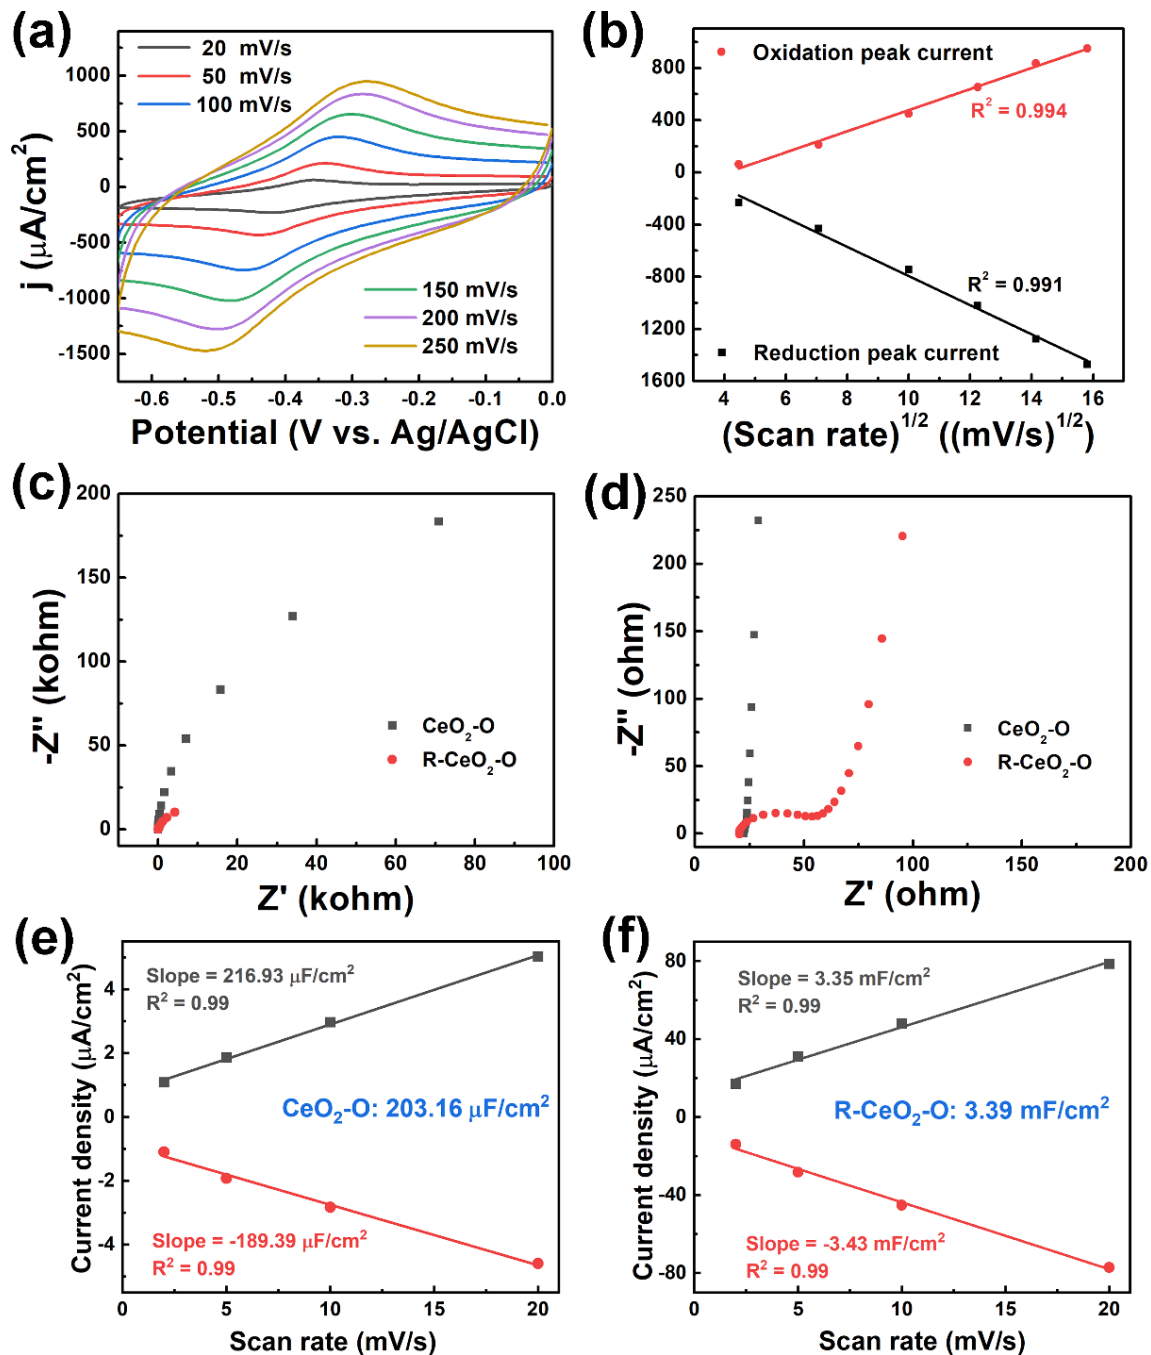 (a)
20 mV/s
50 mV/s
100 mV/s
150 mV/s
200 mV/s
250 mV/s
1000
500
0
-500
-1000
-1500
j (μA/cm²)
-0.6 -0.5 -0.4 -0.3 -0.2 -0.1 0.0
Potential (V vs. Ag/AgCl)
(b)
Oxidation peak current
R² = 0.994
R² = 0.991
Reduction peak current
800
400
0
-400
-800
1200
1600
4 6 8 10 12 14 16
(Scan rate)¹/² ((mV/s)¹/²)
(c)
200
150
100
50
0
-Z'' (kohm)
CeO₂-O
R-CeO₂-O
0 20 40 60 80 100
Z' (kohm)
(d)
250
200
150
100
50
0
-Z'' (ohm)
CeO₂-O
R-CeO₂-O
0 50 100 150 200
Z' (ohm)
(e)
Slope = 216.93 μF/cm²
R² = 0.99
CeO₂-O: 203.16 μF/cm²
Slope = -189.39 μF/cm²
R² = 0.99
4
2
0
-2
-4
Current density (μA/cm²)
0 5 10 15 20
Scan rate (mV/s)
(f)
Slope = 3.35 mF/cm²
R² = 0.99
R-CeO₂-O: 3.39 mF/cm²
Slope = -3.43 mF/cm²
R² = 0.99
80
40
0
-40
-80
Current density (μA/cm²)
0 5 10 15 20
Scan rate (mV/s)